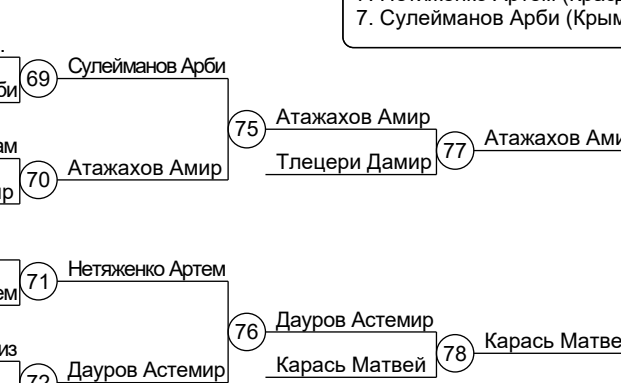 7. Сулейманов Арби (Крым
69
Сулейманов Арби
75
Атажахов Амир
Тлецери Дамир
77
Атажахов Ами
70
Атажахов Амир
71
Нетяженко Артем
76
Дауров Астемир
Карась Матвей
78
Карась Матве
72
Дауров Астемир